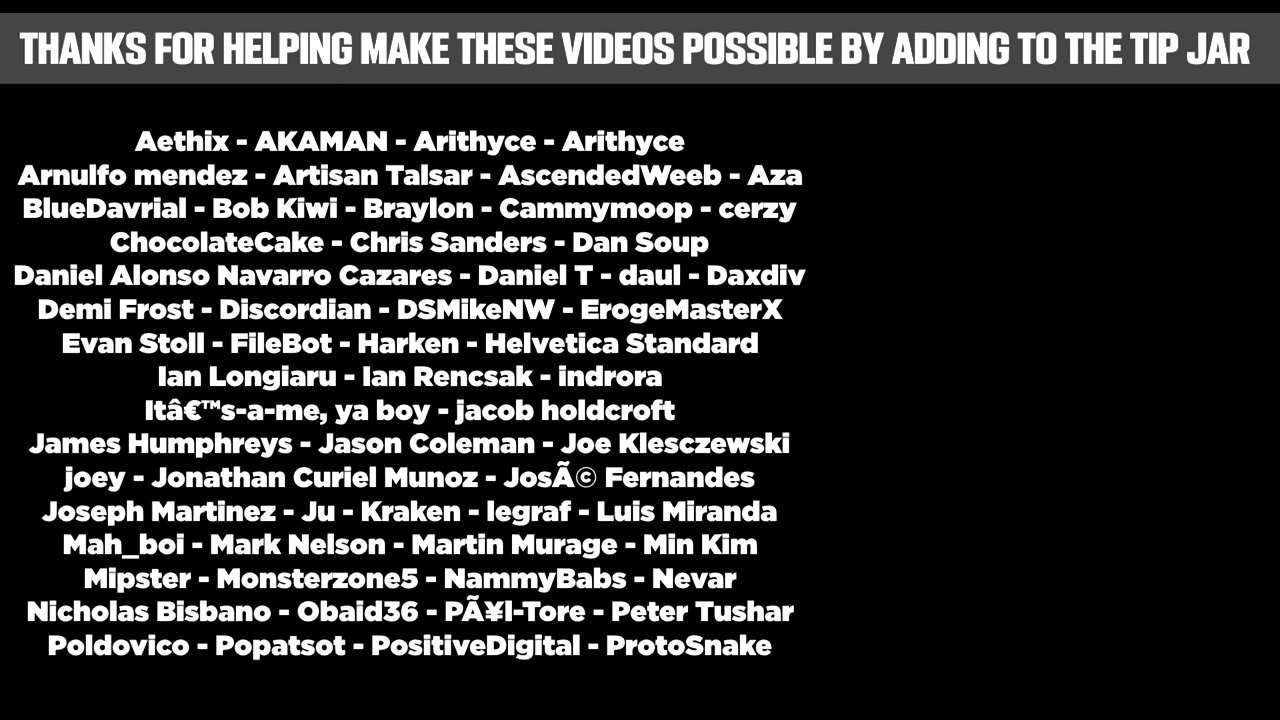 THANKS FOR HELPING MAKE THESE VIDEOS POSSIBLE BY ADDING TO THE TIP JAR
Aethix - AKAMAN - Arithyce - Arithyce
Arnulfo mendez - Artisan Talsar - AscendedWeeb - Aza
BlueDavrial - Bob Kiwi - Braylon - Cammymoop - cerzy
ChocolateCake - Chris Sanders - Dan Soup
Daniel Alonso Navarro Cazares - Daniel T - daul - Daxdiv
Demi Frost - Discordian - DSMikeNW - ErogeMasterX
Evan Stoll - FileBot - Harken - Helvetica Standard
Ian Longiaru - Ian Rencsak - indrora
Itâ€™s-a-me, ya boy - jacob holdcroft
James Humphreys - Jason Coleman - Joe Klesczewski
joey - Jonathan Curiel Munoz - JosÃ© Fernandes
Joseph Martinez - Ju - Kraken - legraf - Luis Miranda
Mah_boi - Mark Nelson - Martin Murage - Min Kim
Mipster - Monsterzone5 - NammyBabs - Nevar
Nicholas Bisbano - Obaid36 - PÃ¥l-Tore - Peter Tushar
Poldovico - Popatsot - PositiveDigital - ProtoSnake